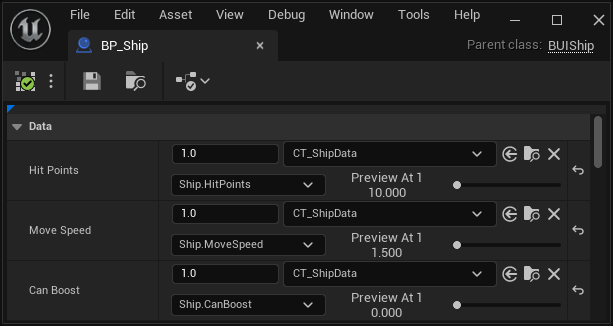 File Edit Asset View Debug Window Tools Help
BP_Ship
Parent class: BUIShip
Data
Hit Points
1.0 CT_ShipData
Ship.HitPoints Preview At 1
10.000
Move Speed
1.0 CT_ShipData
Ship.MoveSpeed Preview At 1
1.500
Can Boost
1.0 CT_ShipData
Ship.CanBoost Preview At 1
0.000